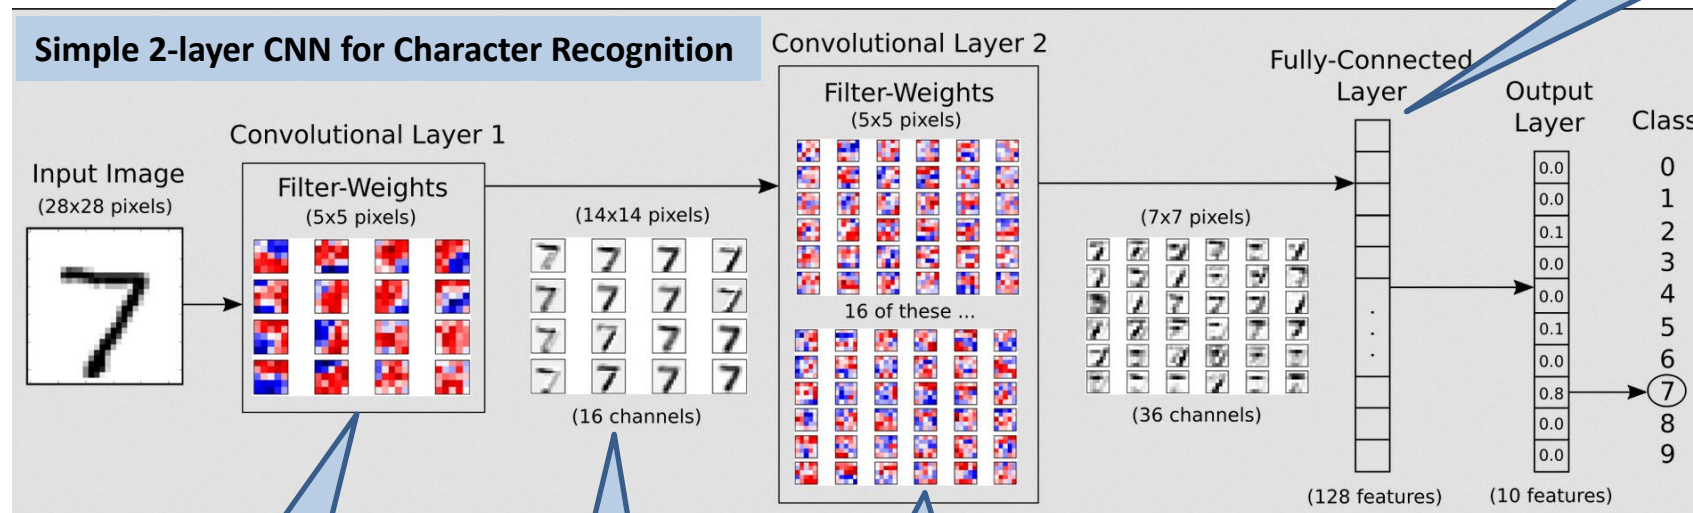 Simple 2-layer CNN for Character Recognition
Input Image
(28x28 pixels)
Convolutional Layer 1
Filter-Weights
(5x5 pixels)
(14x14 pixels)
(16 channels)
Convolutional Layer 2
Filter-Weights
(5x5 pixels)
16 of these ...
(7x7 pixels)
(36 channels)
Fully-Connected
Layer
(128 features)
Output
Layer
0.0
0.0
0.1
0.0
0.0
0.1
0.0
0.8
0.0
0.0
(10 features)
Class
0
1
2
3
4
5
6
7
8
9